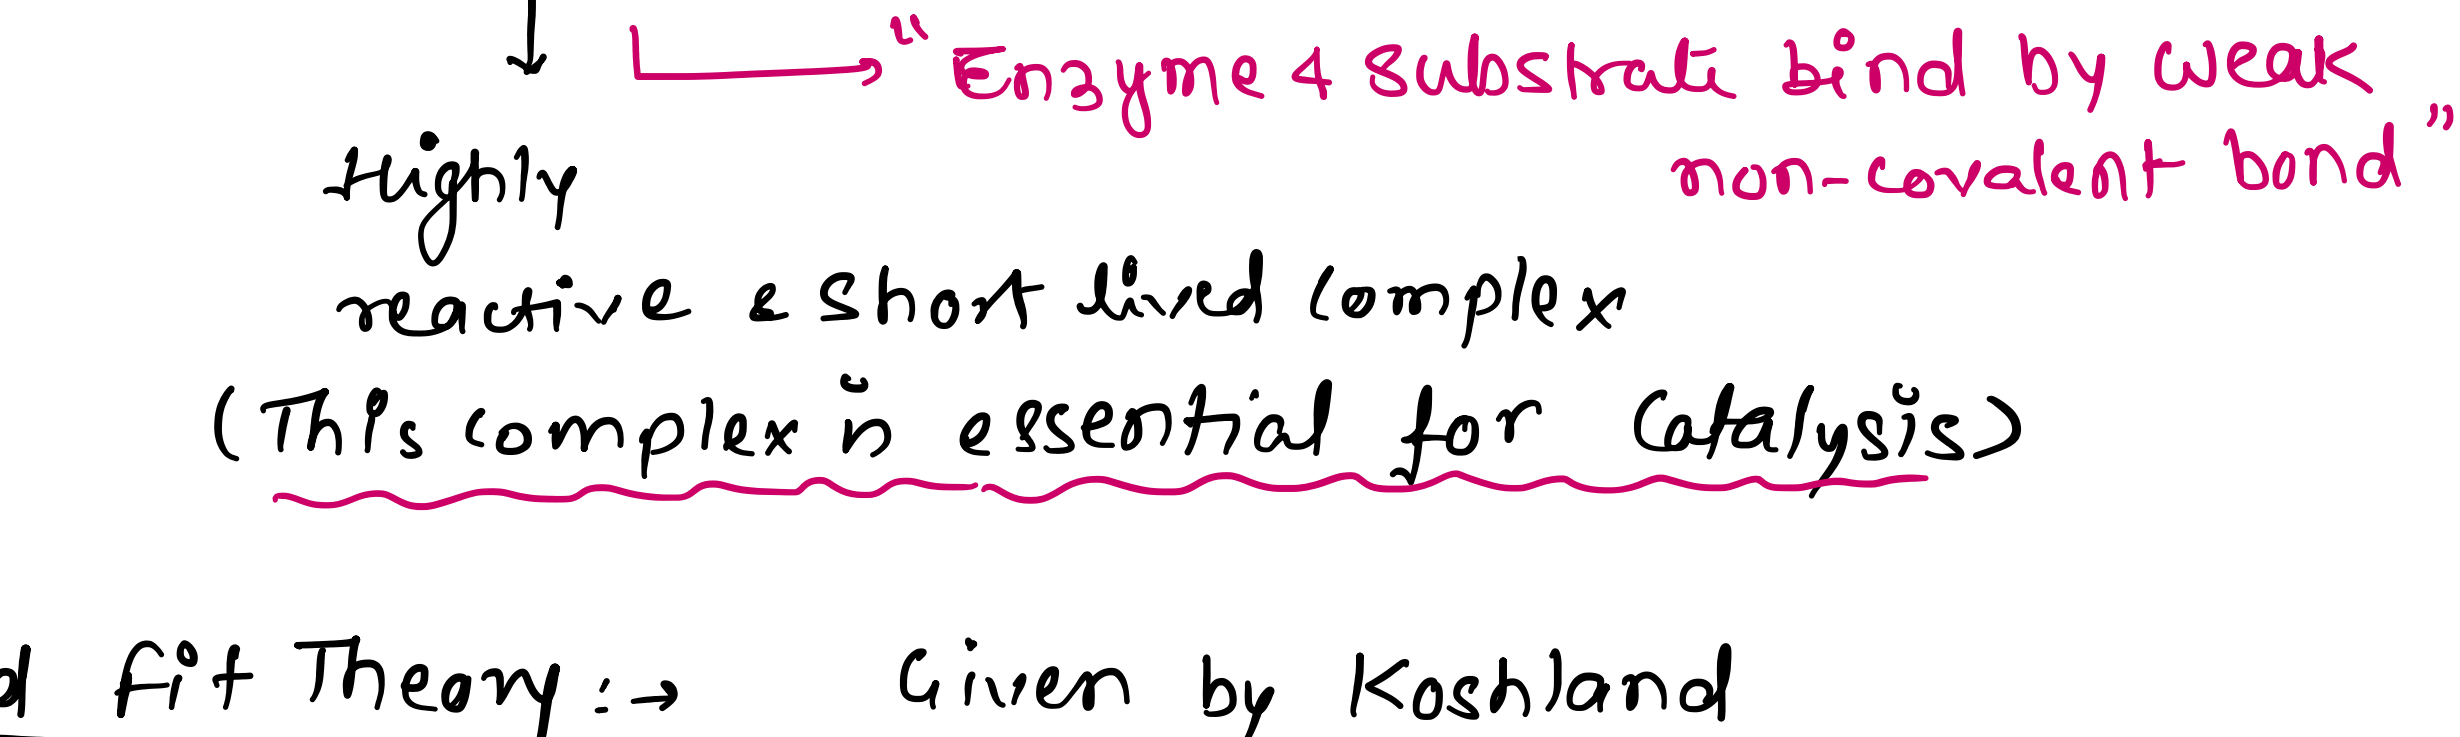 "Enzyme & substrate bind by weak
non-covalent bond"
Highly
reactive & short lived complex
(This complex is essential for Catalysis)
d fit Theory :→ Given by Koshland